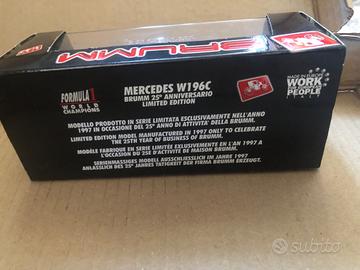 BRUMM
FORMULA 1
WORLD
CHAMPIONS
MERCEDES W196C
BRUMM 25° ANNIVERSARIO
LIMITED EDITION
MADE IN EUROPE
WORK
PEOPLE
ITALY
MODELLO PRODOTTO IN SERIE LIMITATA ESCLUSIVAMENTE NELL'ANNO
1997 IN OCCASIONE DEL 25° ANNO DI ATTIVITA' DELLA BRUMM.
LIMITED EDITION MODEL MANUFACTURED IN 1997 ONLY TO CELEBRATE
THE 25TH YEAR OF BUSINESS OF BRUMM.
MODÈLE FABRIQUE EN SERIE LIMITÉE EXCLUSIVEMENT EN L'AN 1997 A
L'OCCASION DU 25E D'ACTIVITE DE MAISON BRUMM.
SERIENMASSIGES MODEL AUSSCHLIESSLICH IM JAHRE 1997
ANLASSLICH DES 25° JAHRES TATIGKEIT DER FIRMA BRUMM ERZEUGT.
subito